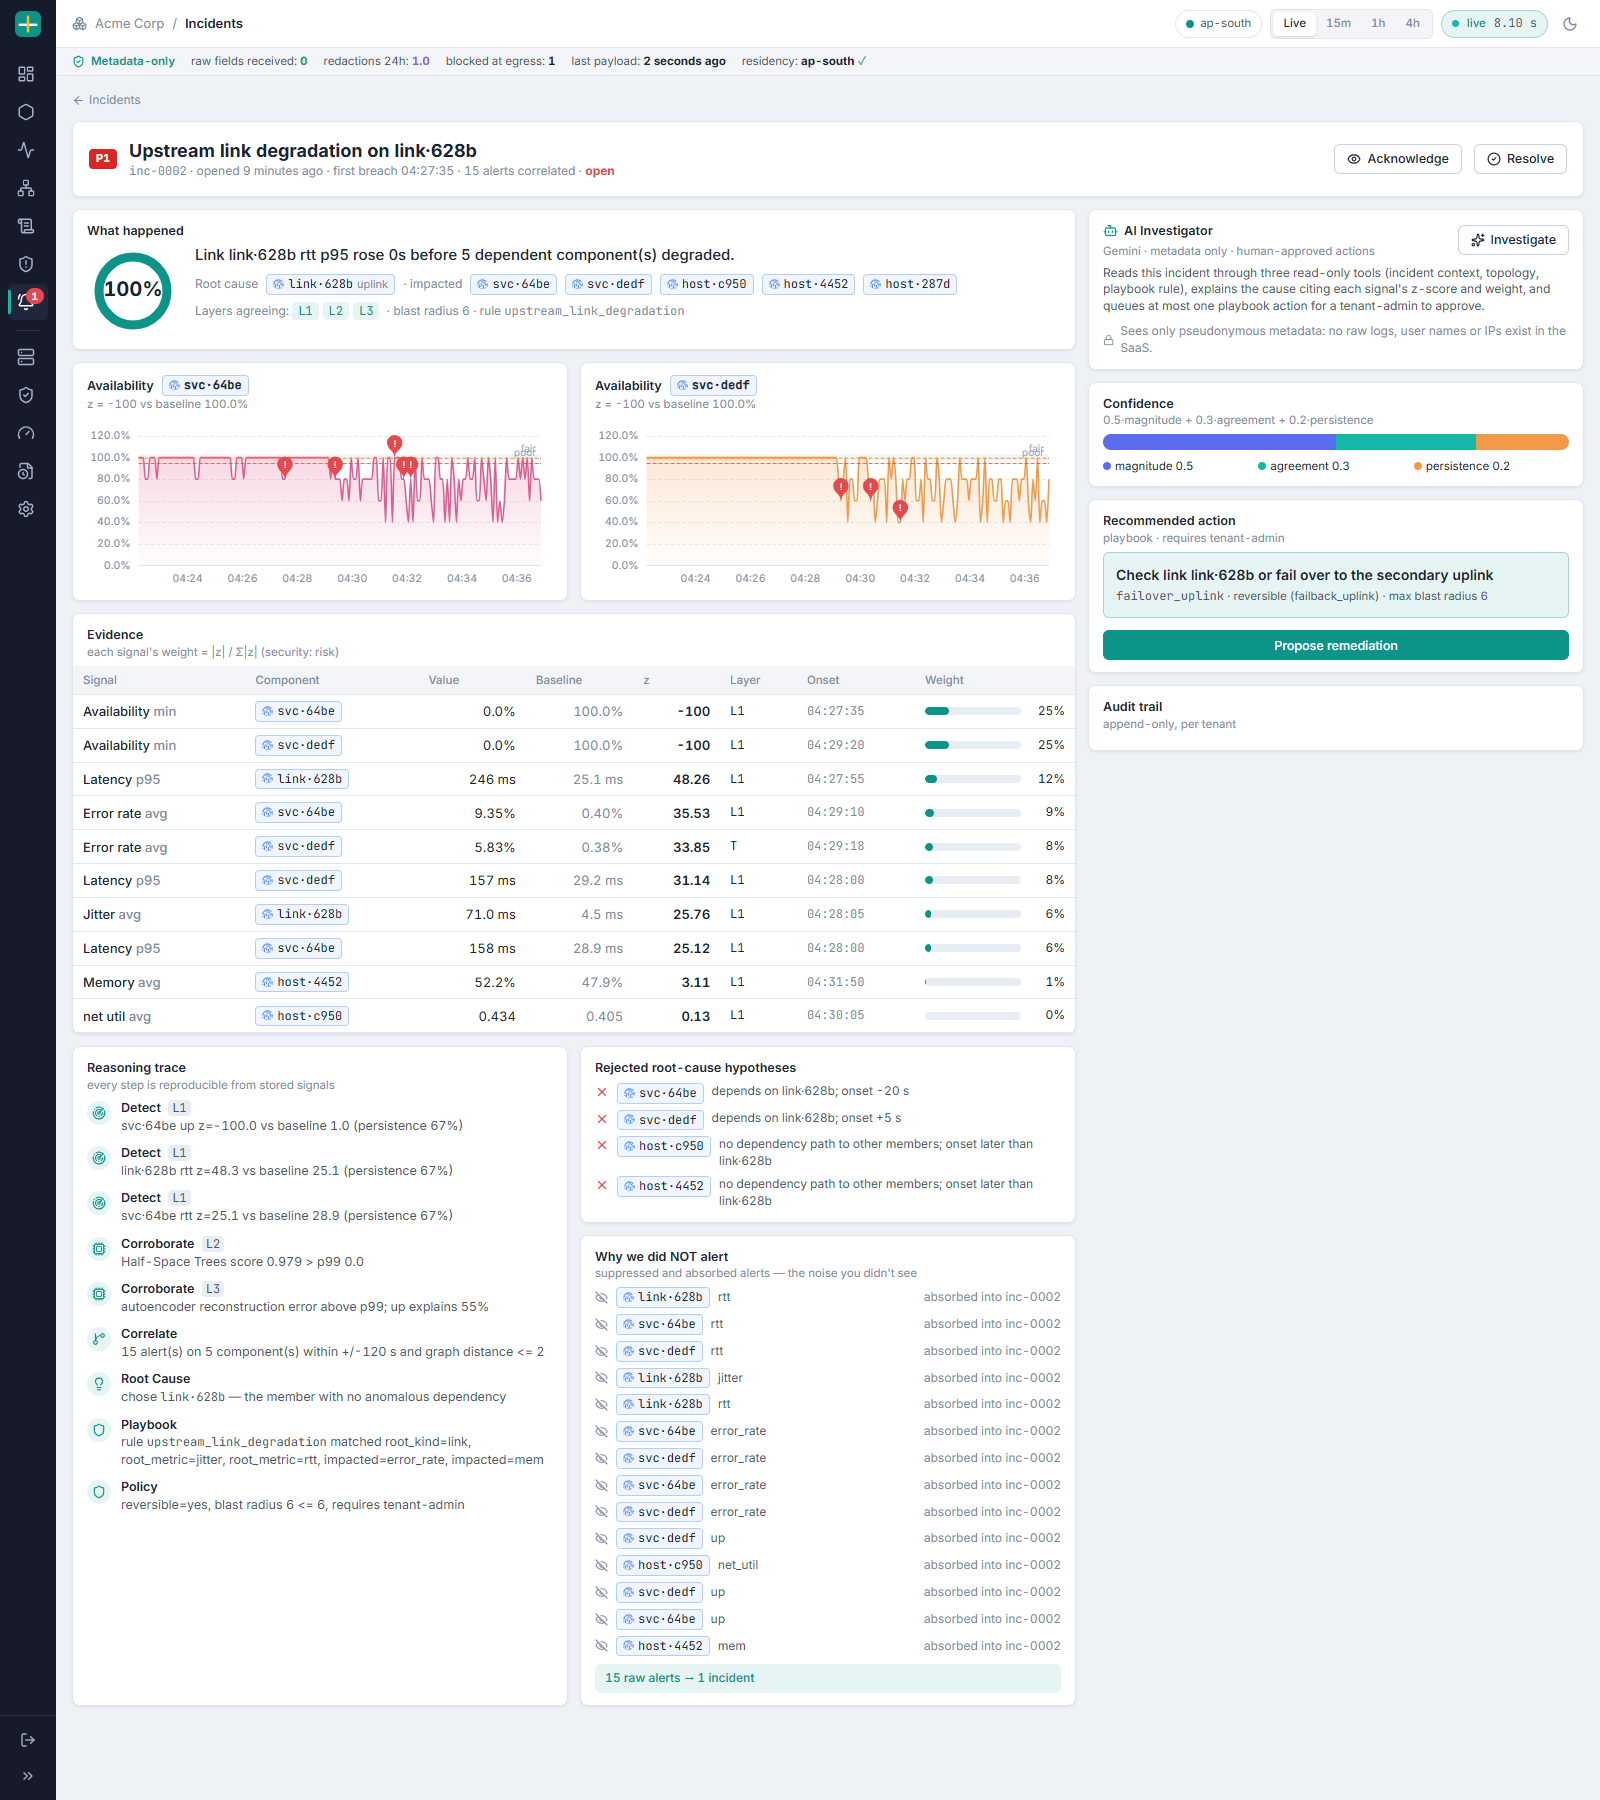 Acme Corp / Incidents
ap-south Live 15m 1h 4h live 8.10 s
Metadata-only raw fields received: 0 redactions 24h: 1.0 blocked at egress: 1 last payload: 2 seconds ago residency: ap-south ✓
← Incidents
1
P1 Upstream link degradation on link·628b
inc-0002 · opened 9 minutes ago · first breach 04:27:35 · 15 alerts correlated · open
Acknowledge Resolve
What happened
100%
Link link·628b rtt p95 rose 0s before 5 dependent component(s) degraded.
Root cause link·628b uplink · impacted svc·64be svc·dedf host·c950 host·4452 host·287d
Layers agreeing: L1 L2 L3 · blast radius 6 · rule upstream_link_degradation
Availability svc·64be
z = -100 vs baseline 100.0%
fair
poor
120.0%
100.0%
80.0%
60.0%
40.0%
20.0%
0.0%
04:24 04:26 04:28 04:30 04:32 04:34 04:36
Availability svc·dedf
z = -100 vs baseline 100.0%
fair
poor
120.0%
100.0%
80.0%
60.0%
40.0%
20.0%
0.0%
04:24 04:26 04:28 04:30 04:32 04:34 04:36
Evidence
each signal's weight = |z| / Σ|z| (security: risk)
Signal Component Value Baseline z Layer Onset Weight
Availability min svc·64be 0.0% 100.0% -100 L1 04:27:35 25%
Availability min svc·dedf 0.0% 100.0% -100 L1 04:29:20 25%
Latency p95 link·628b 246 ms 25.1 ms 48.26 L1 04:27:55 12%
Error rate avg svc·64be 9.35% 0.40% 35.53 L1 04:29:10 9%
Error rate avg svc·dedf 5.83% 0.38% 33.85 T 04:29:18 8%
Latency p95 svc·dedf 157 ms 29.2 ms 31.14 L1 04:28:00 8%
Jitter avg link·628b 71.0 ms 4.5 ms 25.76 L1 04:28:05 6%
Latency p95 svc·64be 158 ms 28.9 ms 25.12 L1 04:28:00 6%
Memory avg host·4452 52.2% 47.9% 3.11 L1 04:31:50 1%
net util avg host·c950 0.434 0.405 0.13 L1 04:30:05 0%
Reasoning trace
every step is reproducible from stored signals
Detect L1
svc·64be up z=-100.0 vs baseline 1.0 (persistence 67%)
Detect L1
link·628b rtt z=48.3 vs baseline 25.1 (persistence 67%)
Detect L1
svc·64be rtt z=25.1 vs baseline 28.9 (persistence 67%)
Corroborate L2
Half-Space Trees score 0.979 > p99 0.0
Corroborate L3
autoencoder reconstruction error above p99; up explains 55%
Correlate
15 alert(s) on 5 component(s) within +/-120 s and graph distance <= 2
Root Cause
chose link·628b — the member with no anomalous dependency
Playbook
rule upstream_link_degradation matched root_kind=link,
root_metric=jitter, root_metric=rtt, impacted=error_rate, impacted=mem
Policy
reversible=yes, blast radius 6 <= 6, requires tenant-admin
Rejected root-cause hypotheses
svc·64be depends on link·628b; onset -20 s
svc·dedf depends on link·628b; onset +5 s
host·c950 no dependency path to other members; onset later than
link·628b
host·4452 no dependency path to other members; onset later than
link·628b
Why we did NOT alert
suppressed and absorbed alerts — the noise you didn't see
link·628b rtt absorbed into inc-0002
svc·64be rtt absorbed into inc-0002
svc·dedf rtt absorbed into inc-0002
link·628b jitter absorbed into inc-0002
link·628b rtt absorbed into inc-0002
svc·64be error_rate absorbed into inc-0002
svc·dedf error_rate absorbed into inc-0002
svc·64be error_rate absorbed into inc-0002
svc·dedf error_rate absorbed into inc-0002
svc·dedf up absorbed into inc-0002
host·c950 net_util absorbed into inc-0002
svc·dedf up absorbed into inc-0002
svc·64be up absorbed into inc-0002
host·4452 mem absorbed into inc-0002
15 raw alerts → 1 incident
AI Investigator
Gemini · metadata only · human-approved actions
Investigate
Reads this incident through three read-only tools (incident context, topology,
playbook rule), explains the cause citing each signal's z-score and weight, and
queues at most one playbook action for a tenant-admin to approve.
Sees only pseudonymous metadata: no raw logs, user names or IPs exist in the
SaaS.
Confidence
0.5·magnitude + 0.3·agreement + 0.2·persistence
magnitude 0.5 agreement 0.3 persistence 0.2
Recommended action
playbook · requires tenant-admin
Check link link·628b or fail over to the secondary uplink
failover_uplink · reversible (failback_uplink) · max blast radius 6
Propose remediation
Audit trail
append-only, per tenant